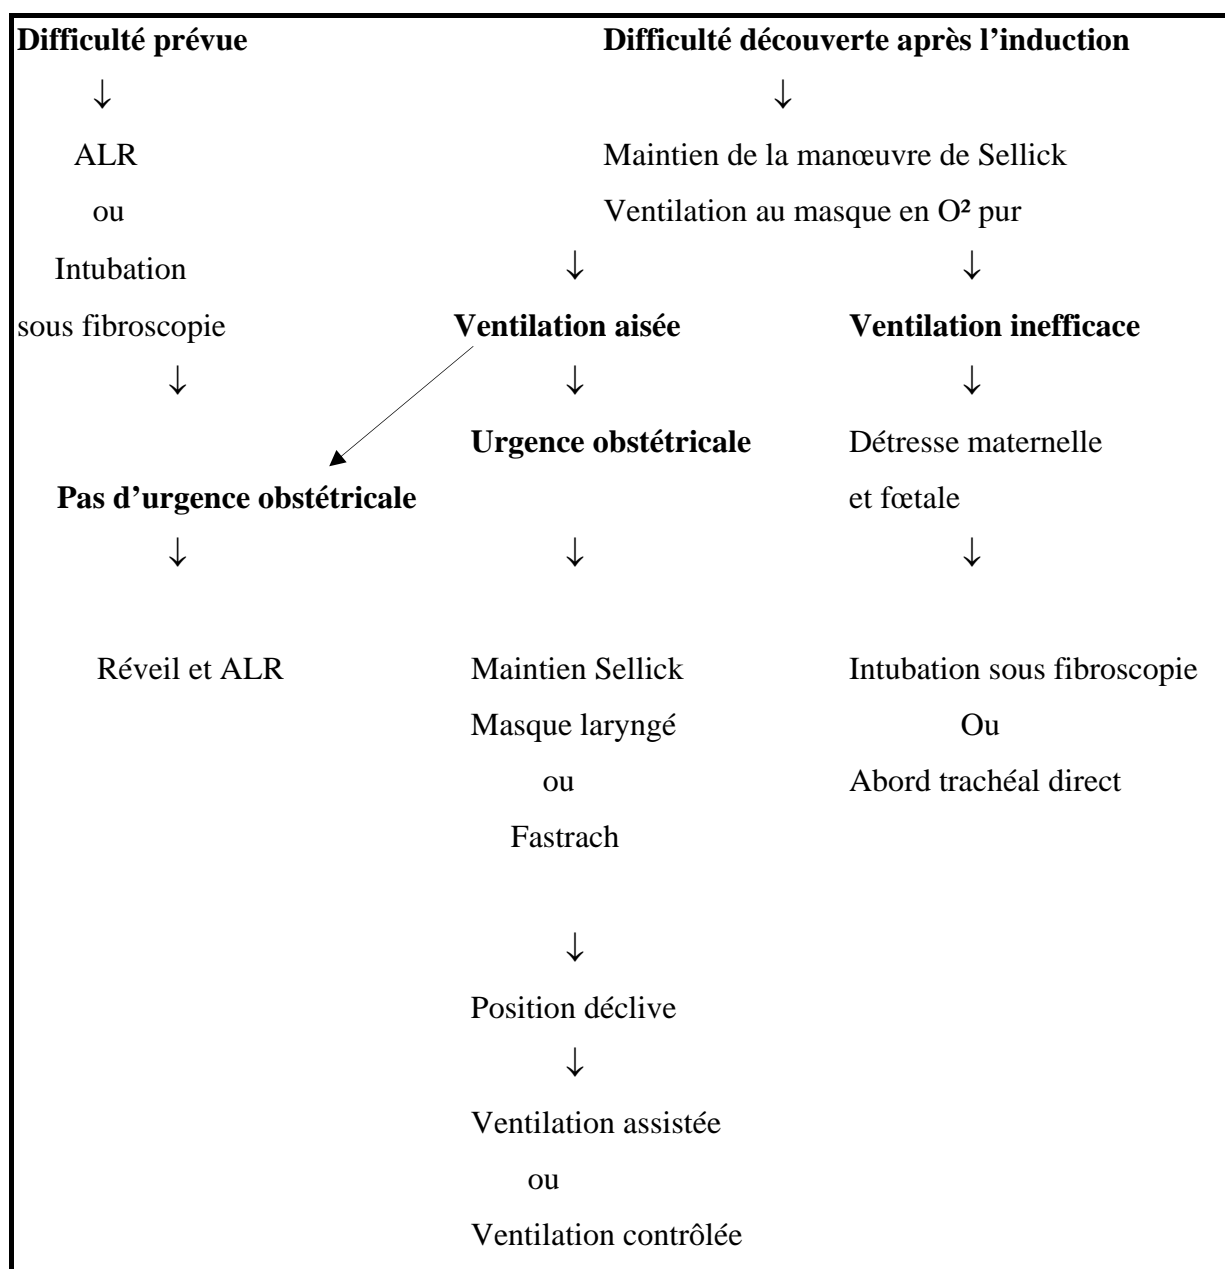 Difficulté prévue
Difficulté découverte après l’induction
↓
↓
ALR
Maintien de la manœuvre de Sellick
ou
Ventilation au masque en O² pur
Intubation
↓
↓
sous fibroscopie
Ventilation aisée
Ventilation inefficace
↓
↓
↓
Urgence obstétricale
Détresse maternelle
Pas d’urgence obstétricale
et fœtale
↓
↓
↓
Réveil et ALR
Maintien Sellick
Intubation sous fibroscopie
Masque laryngé
Ou
ou
Abord trachéal direct
Fastrach
↓
Position déclive
↓
Ventilation assistée
ou
Ventilation contrôlée